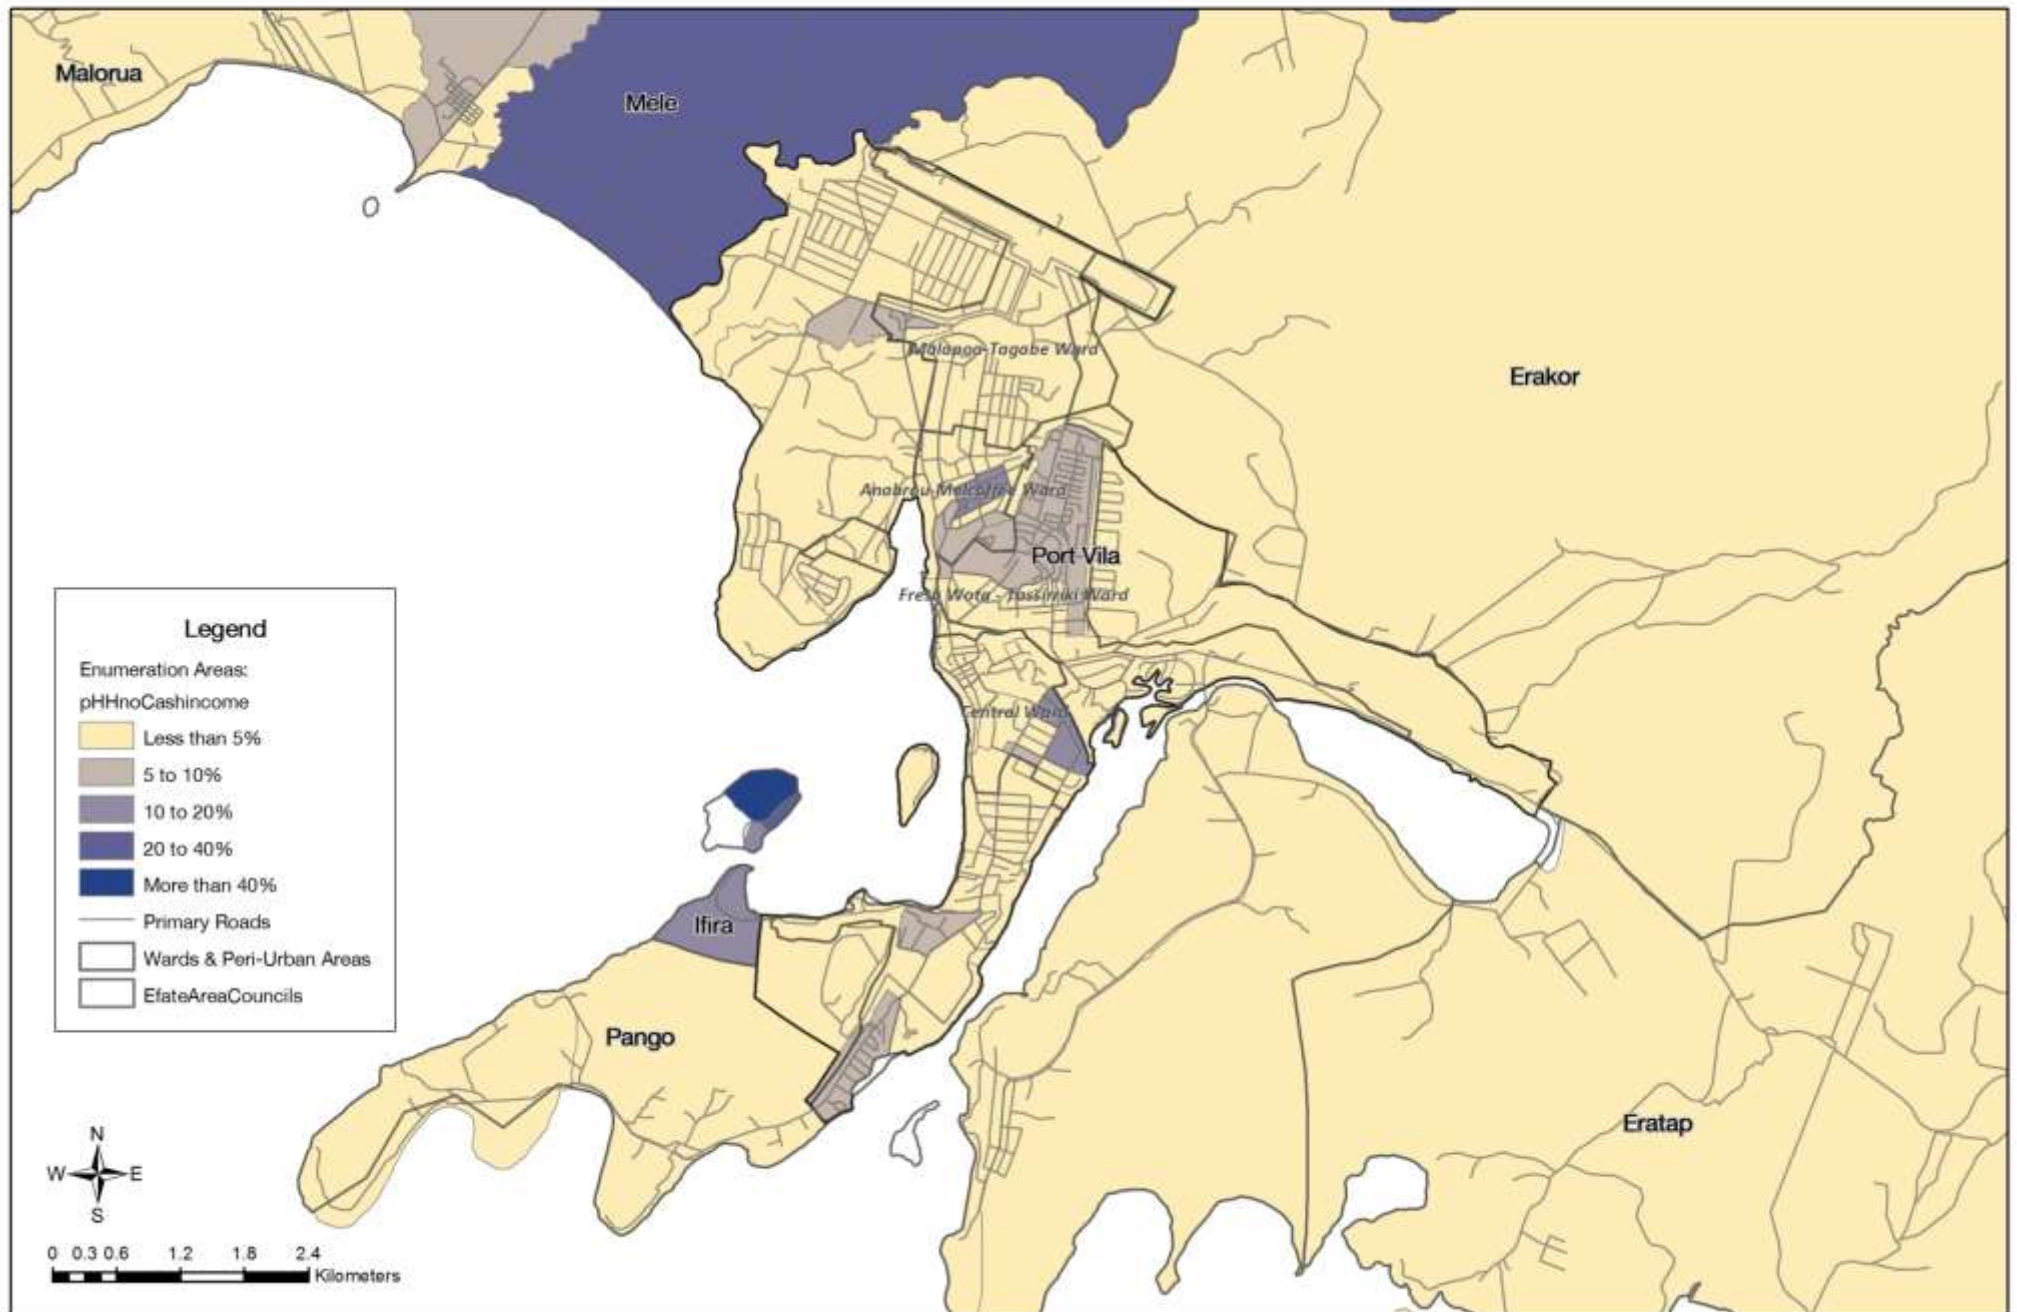 Malorua
Mele
Malapoa-Tagabe Ward
Erakor
Anabrou-Melcoffee Ward
Port Vila
Fresh Wota - Tassiriki Ward
Central Ward
Ifira
Pango
Eratap
Legend
Enumeration Areas:
pHHnoCashincome
Less than 5%
5 to 10%
10 to 20%
20 to 40%
More than 40%
Primary Roads
Wards & Peri-Urban Areas
EfateAreaCouncils
N
W E
S
0 0.3 0.6 1.2 1.8 2.4
Kilometers